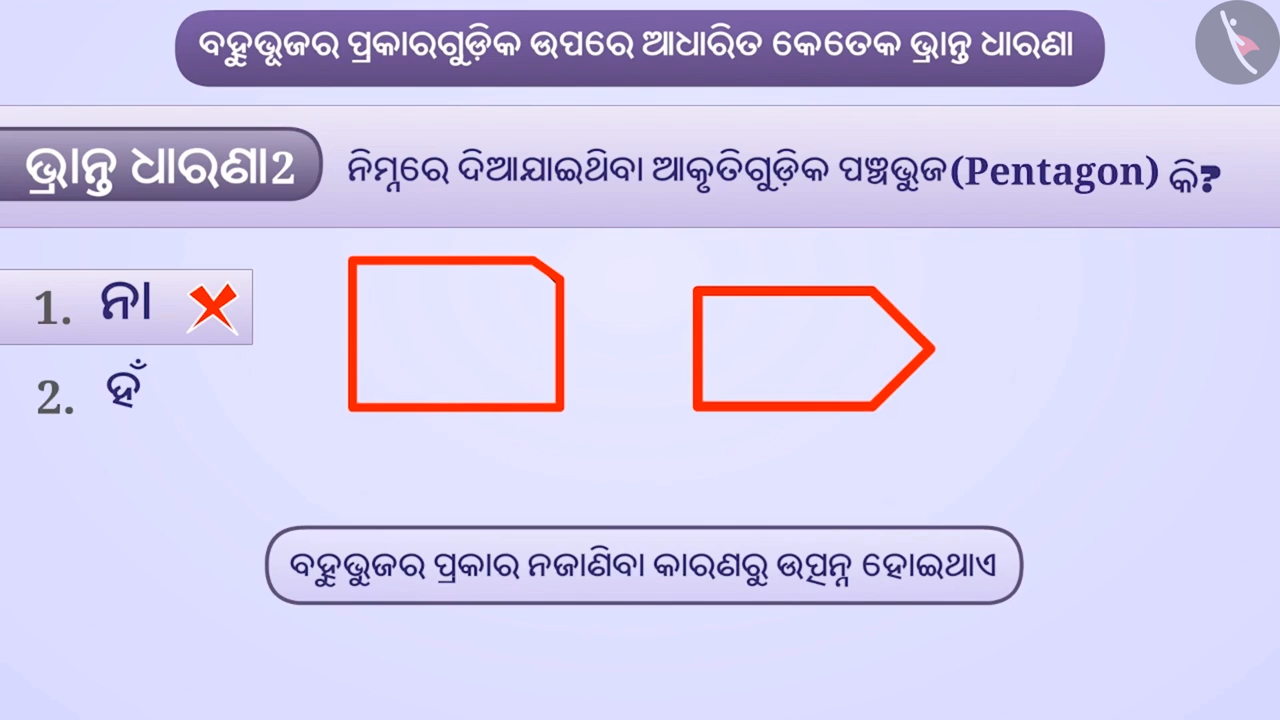 ବହୁଭୂଜର ପ୍ରକାରଗୁଡ଼ିକ ଉପରେ ଆଧାରିତ କେତେକ ଭ୍ରାନ୍ତ ଧାରଣା
ଭ୍ରାନ୍ତ ଧାରଣା2
ନିମ୍ନରେ ଦିଆଯାଇଥିବା ଆକୃତିଗୁଡ଼ିକ ପଞ୍ଚଭୁଜ(Pentagon) କି?
1. ନା
2. ହଁ
ବହୁଭୁଜର ପ୍ରକାର ନଜାଣିବା କାରଣରୁ ଉତ୍ପନ୍ନ ହୋଇଥାଏ